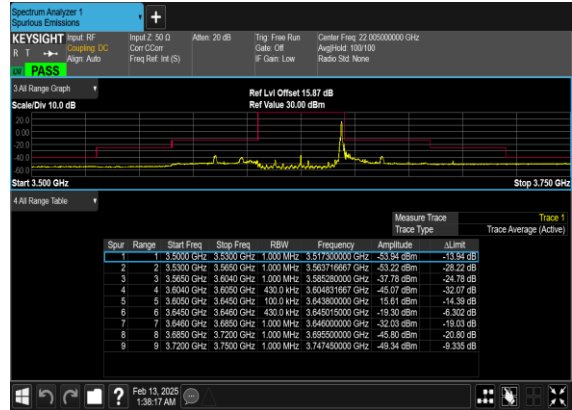 Spectrum Analyzer 1
Spurious Emissions
+
KEYSIGHT Input: RF Input Z: 50 Ω Atten: 20 dB Trig: Free Run Center Freq: 22.005000000 GHz
R T Coupling: DC Corr CCorr Gate: Off Avg|Hold: 100/100
Align: Auto Freq Ref: Int (S) IF Gain: Low Radio Std: None
PASS
3 All Range Graph
Ref Lvl Offset 15.87 dB
Scale/Div 10.0 dB Ref Value 30.00 dBm
20.0
0.00
-20.0
-40.0
-60.0
Start 3.500 GHz Stop 3.750 GHz
4 All Range Table
Measure Trace Trace 1
Trace Type Trace Average (Active)
Spur Range Start Freq Stop Freq RBW Frequency Amplitude ΔLimit
1 1 3.5000 GHz 3.5300 GHz 1.000 MHz 3.517300000 GHz -53.94 dBm -13.94 dB
2 2 3.5300 GHz 3.5650 GHz 1.000 MHz 3.563716667 GHz -53.22 dBm -28.22 dB
3 3 3.5650 GHz 3.6040 GHz 1.000 MHz 3.585280000 GHz -37.78 dBm -24.78 dB
4 4 3.6040 GHz 3.6050 GHz 430.0 kHz 3.604831667 GHz -45.07 dBm -32.07 dB
5 5 3.6050 GHz 3.6450 GHz 100.0 kHz 3.643800000 GHz 15.61 dBm -14.39 dB
6 6 3.6450 GHz 3.6460 GHz 430.0 kHz 3.645015000 GHz -19.30 dBm -6.302 dB
7 7 3.6460 GHz 3.6850 GHz 1.000 MHz 3.646000000 GHz -32.03 dBm -19.03 dB
8 8 3.6850 GHz 3.7200 GHz 1.000 MHz 3.695500000 GHz -45.80 dBm -20.80 dB
9 9 3.7200 GHz 3.7500 GHz 1.000 MHz 3.747450000 GHz -49.34 dBm -9.335 dB
? Feb 13, 2025
1:38:17 AM